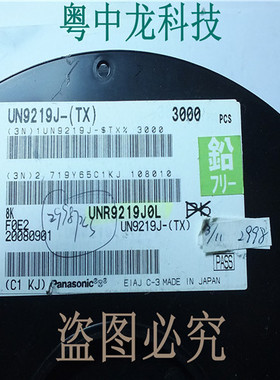 粤中龙科技
UN9219J-(TX) 3000 PCS
(3N)1UN9219J-$TX% 3000
鉛
フリー
(3N)2 719Y65C1KJ 108010
8K
UNR9219J0L
F0E2
UN9219J-(TX)
20080901
2998
PASS
(C1 KJ) Panasonic EIAJ C-3 MADE IN JAPAN
盗图必究